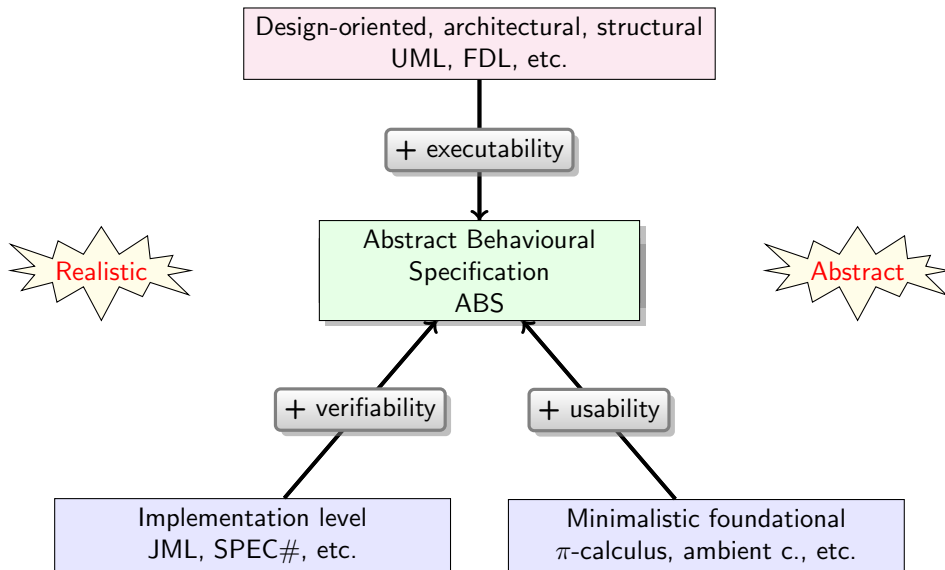 Design-oriented, architectural, structural
UML, FDL, etc.
+ executability
Abstract Behavioural
Specification
ABS
Realistic
Abstract
+ verifiability
+ usability
Implementation level
JML, SPEC#, etc.
Minimalistic foundational
π-calculus, ambient c., etc.